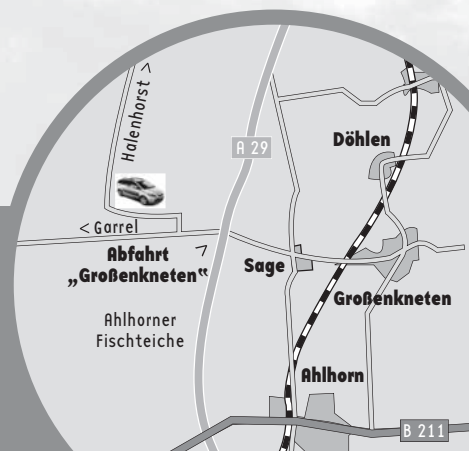 Halenhorst >
A 29
Döhlen
< Garrel
>
Abfahrt
„Großenkneten“
Sage
Großenkneten
Ahlhorner
Fischteiche
Ahlhorn
B 211